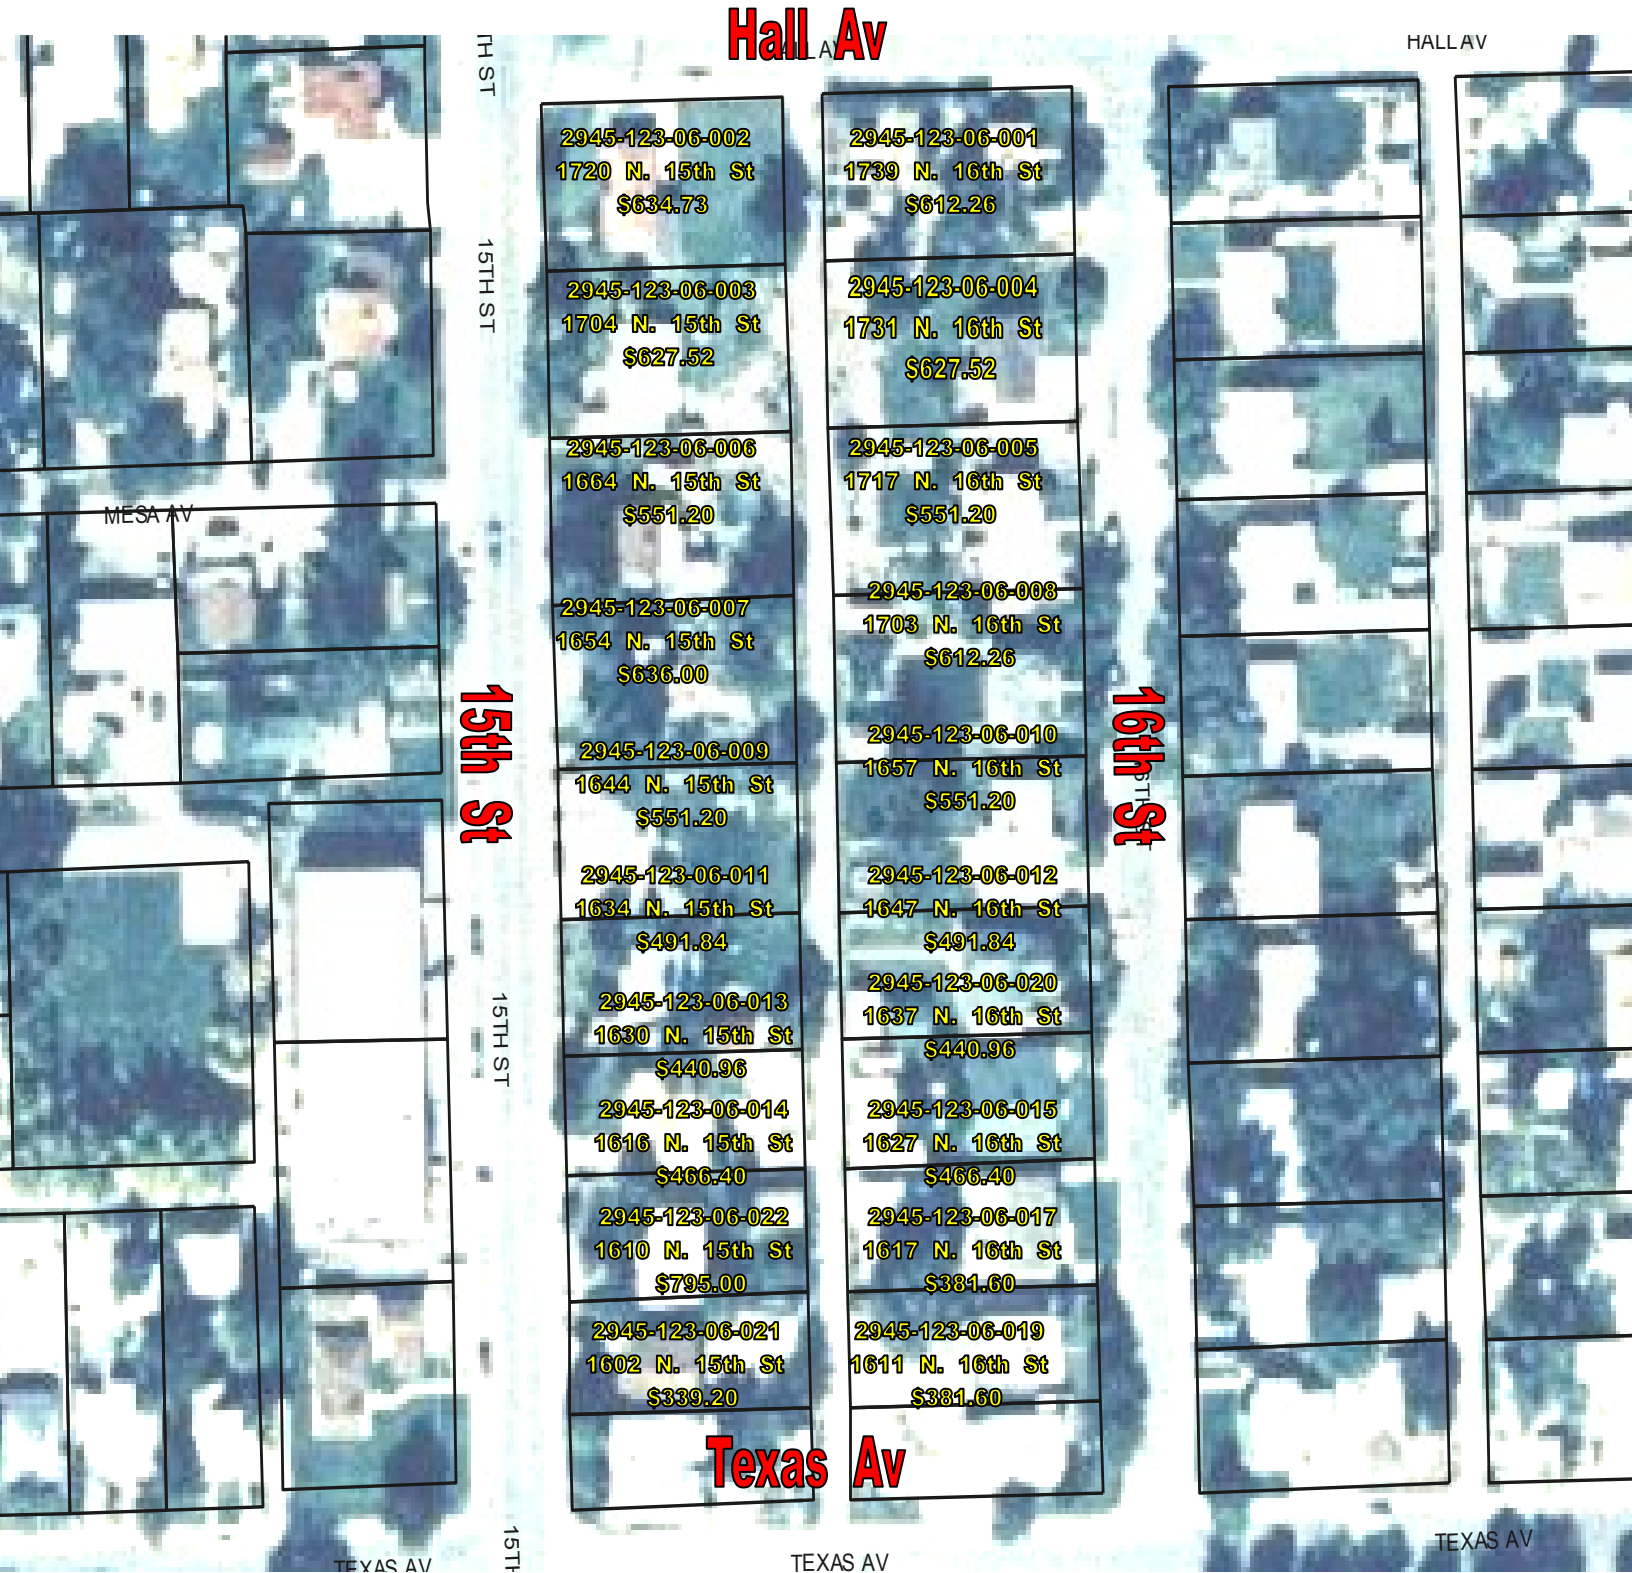 Hall Av
HALL AV
TH ST
2945-123-06-002
1720 N. 15th St
$634.73
2945-123-06-001
1739 N. 16th St
$612.26
15TH ST
2945-123-06-003
1704 N. 15th St
$627.52
2945-123-06-004
1731 N. 16th St
$627.52
2945-123-06-006
1664 N. 15th St
$551.20
2945-123-06-005
1717 N. 16th St
$551.20
MESA AV
2945-123-06-007
1654 N. 15th St
$636.00
2945-123-06-008
1703 N. 16th St
$612.26
15th St
16th St
2945-123-06-009
1644 N. 15th St
$551.20
2945-123-06-010
1657 N. 16th St
$551.20
2945-123-06-011
1634 N. 15th St
$491.84
2945-123-06-012
1647 N. 16th St
$491.84
15TH ST
2945-123-06-013
1630 N. 15th St
$440.96
2945-123-06-020
1637 N. 16th St
$440.96
2945-123-06-014
1616 N. 15th St
$466.40
2945-123-06-015
1627 N. 16th St
$466.40
2945-123-06-022
1610 N. 15th St
$795.00
2945-123-06-017
1617 N. 16th St
$381.60
2945-123-06-021
1602 N. 15th St
$339.20
2945-123-06-019
1611 N. 16th St
$381.60
Texas Av
15TH
TEXAS AV
TEXAS AV
TEXAS AV